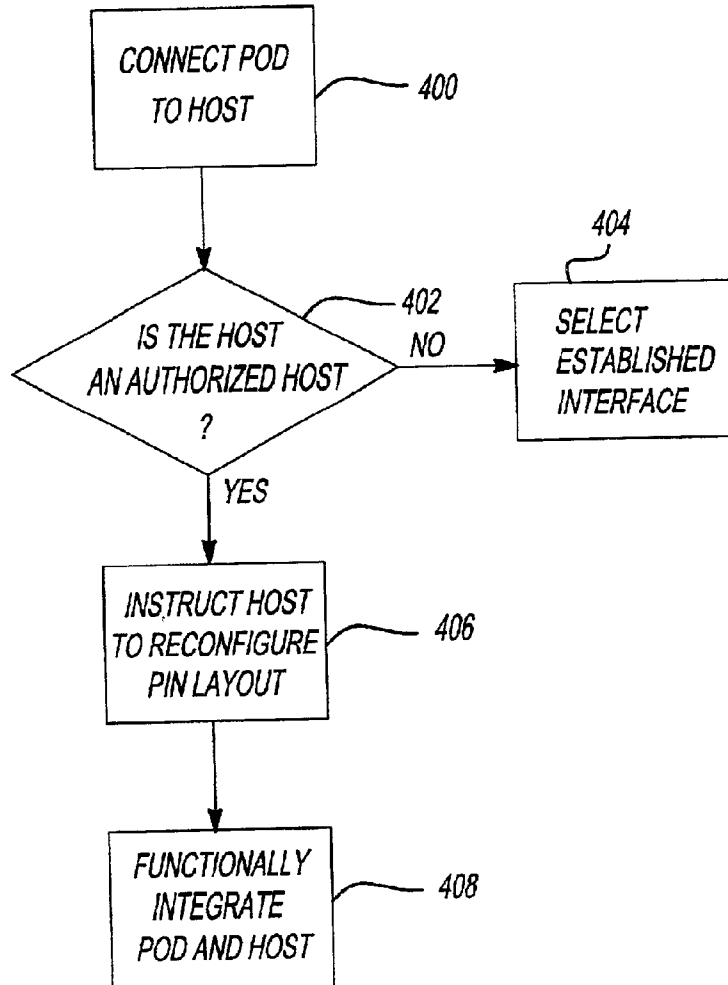 CONNECT POD
TO HOST
400
404
402
IS THE HOST
AN AUTHORIZED HOST
?
NO
SELECT
ESTABLISHED
INTERFACE
YES
INSTRUCT HOST
TO RECONFIGURE
PIN LAYOUT
406
FUNCTIONALLY
INTEGRATE
POD AND HOST
408